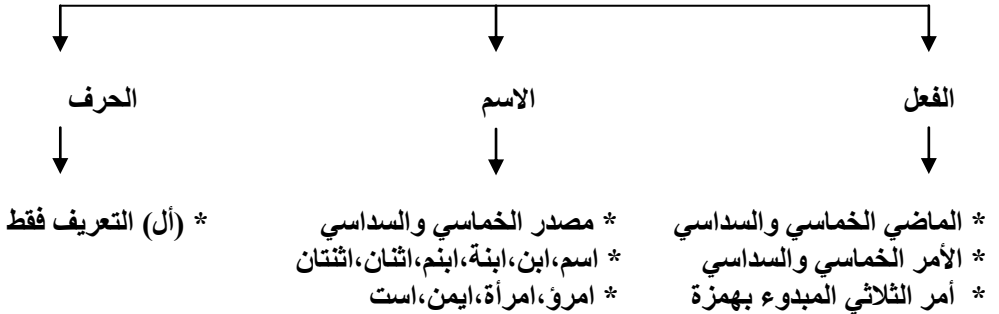 الفعل
الاسم
الحرف
* الماضي الخماسي والسداسي
* الأمر الخماسي والسداسي
* أمر الثلاثي المبدوء بهمزة
* مصدر الخماسي والسداسي
* اسم،ابن،ابنة،ابنم،اثنان،اثنتان
* امرؤ،امرأة،ايمن،است
* (أل) التعريف فقط